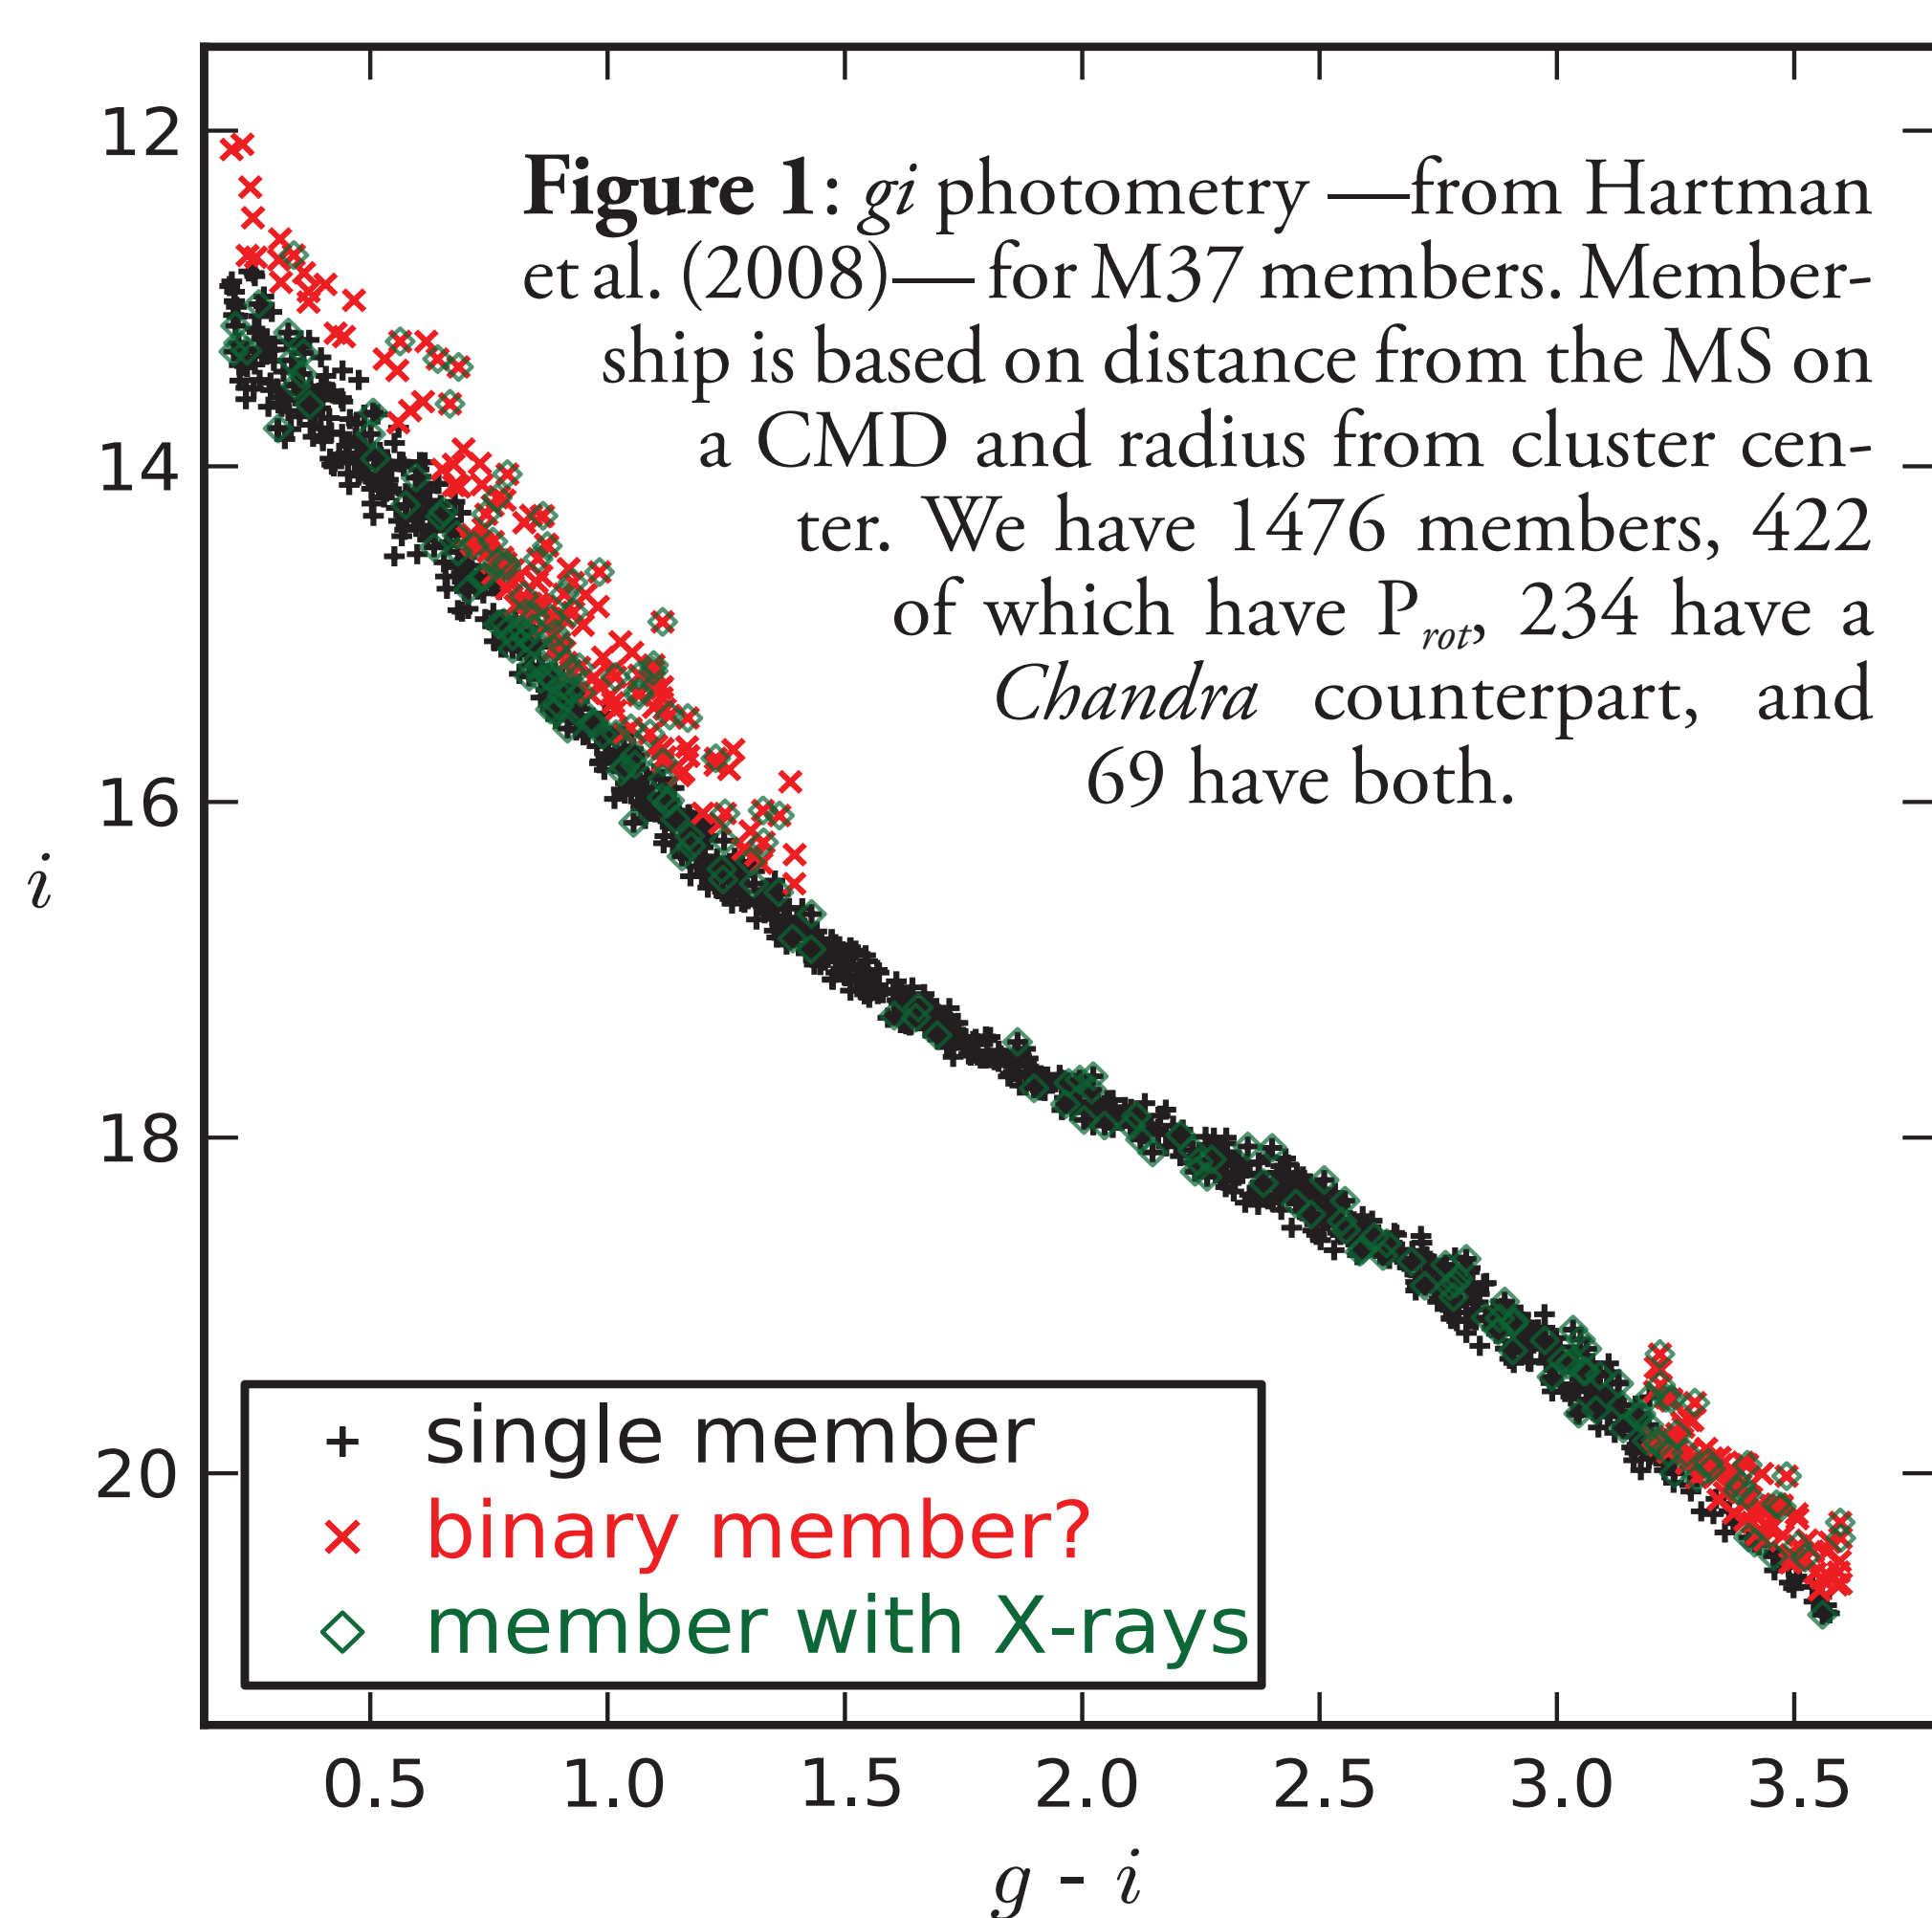 12
Figure 1: gi photometry —from Hartman
et al. (2008)— for M37 members. Member-
ship is based on distance from the MS on
a CMD and radius from cluster cen-
ter. We have 1476 members, 422
of which have Prot, 234 have a
Chandra counterpart, and
69 have both.
14
16
i
18
20
single member
binary member?
member with X-rays
0.5 1.0 1.5 2.0 2.5 3.0 3.5
g - i